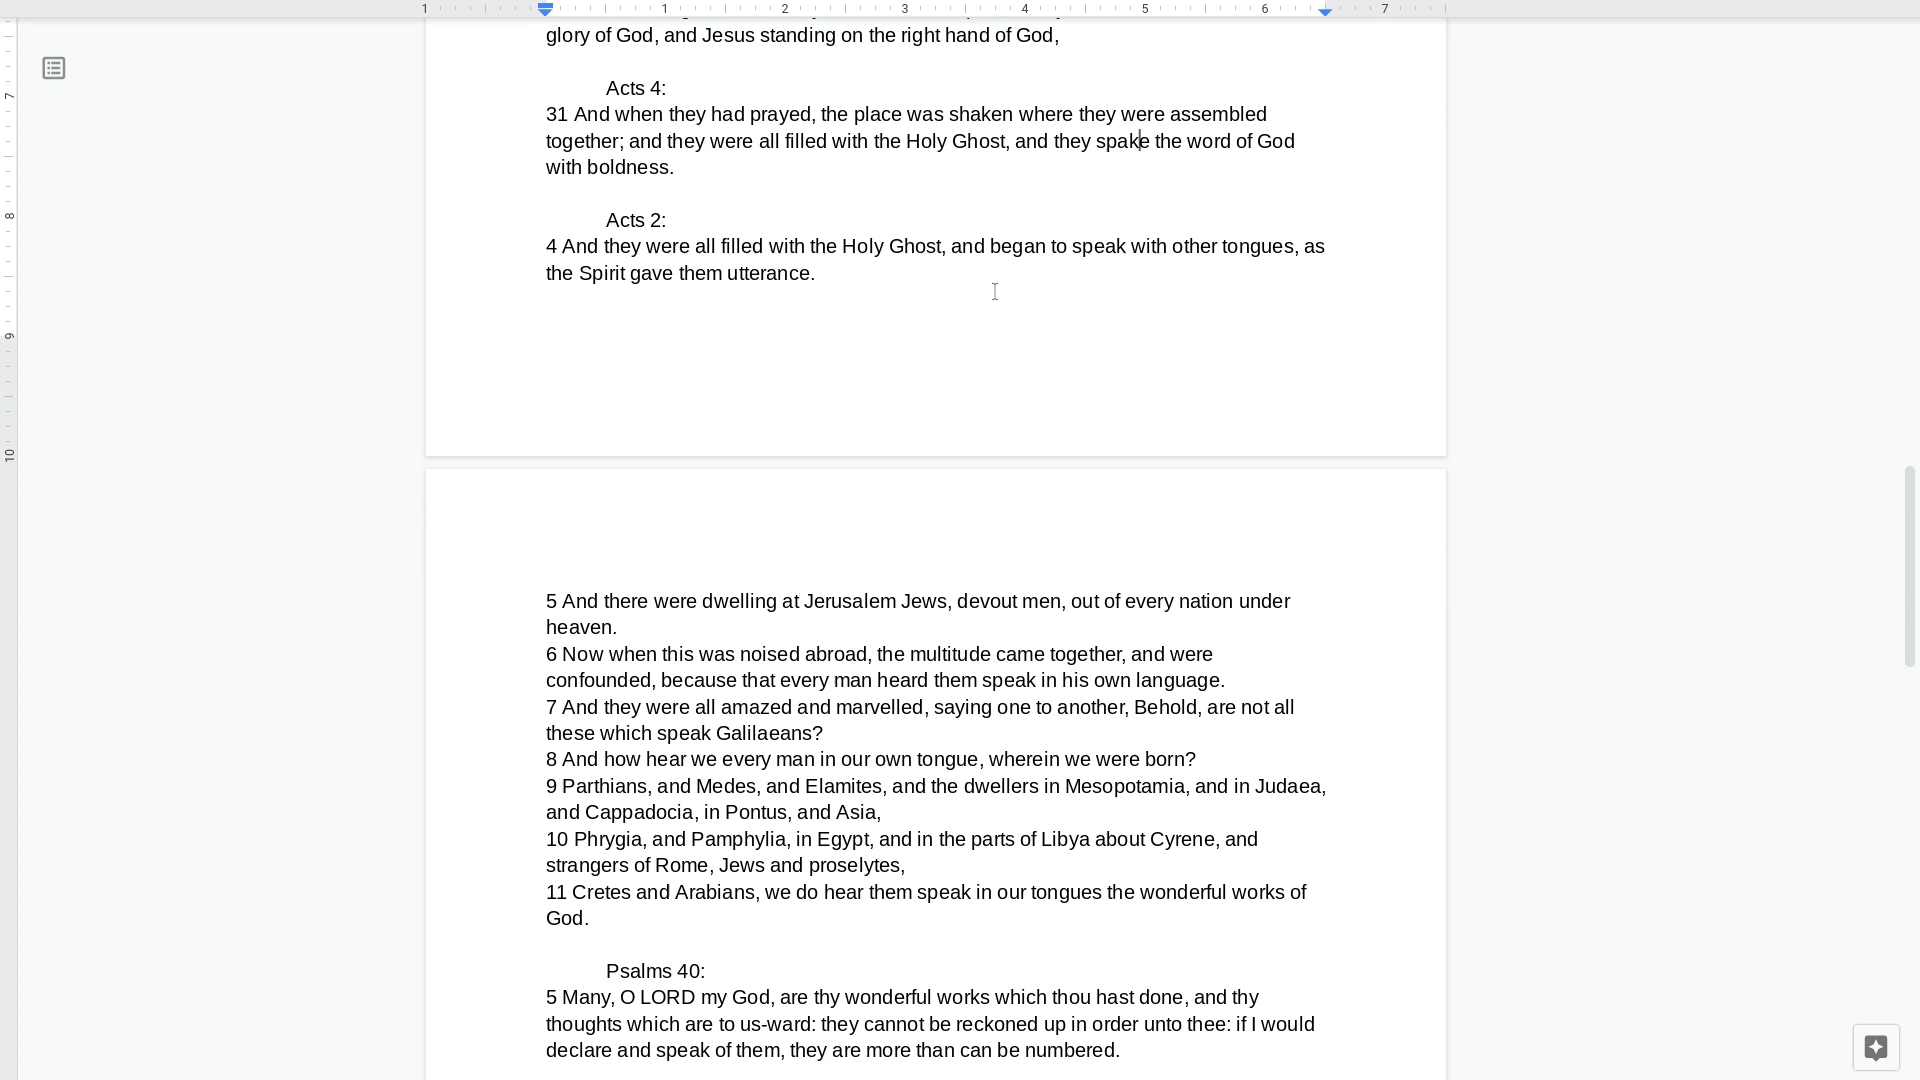 1 1 2 3 4 5 6 7
glory of God, and Jesus standing on the right hand of God,
Acts 4:
31 And when they had prayed, the place was shaken where they were assembled
together; and they were all filled with the Holy Ghost, and they spake the word of God
with boldness.
Acts 2:
4 And they were all filled with the Holy Ghost, and began to speak with other tongues, as
the Spirit gave them utterance.
5 And there were dwelling at Jerusalem Jews, devout men, out of every nation under
heaven.
6 Now when this was noised abroad, the multitude came together, and were
confounded, because that every man heard them speak in his own language.
7 And they were all amazed and marvelled, saying one to another, Behold, are not all
these which speak Galilaeans?
8 And how hear we every man in our own tongue, wherein we were born?
9 Parthians, and Medes, and Elamites, and the dwellers in Mesopotamia, and in Judaea,
and Cappadocia, in Pontus, and Asia,
10 Phrygia, and Pamphylia, in Egypt, and in the parts of Libya about Cyrene, and
strangers of Rome, Jews and proselytes,
11 Cretes and Arabians, we do hear them speak in our tongues the wonderful works of
God.
Psalms 40:
5 Many, O LORD my God, are thy wonderful works which thou hast done, and thy
thoughts which are to us-ward: they cannot be reckoned up in order unto thee: if I would
declare and speak of them, they are more than can be numbered.
7
8
9
10